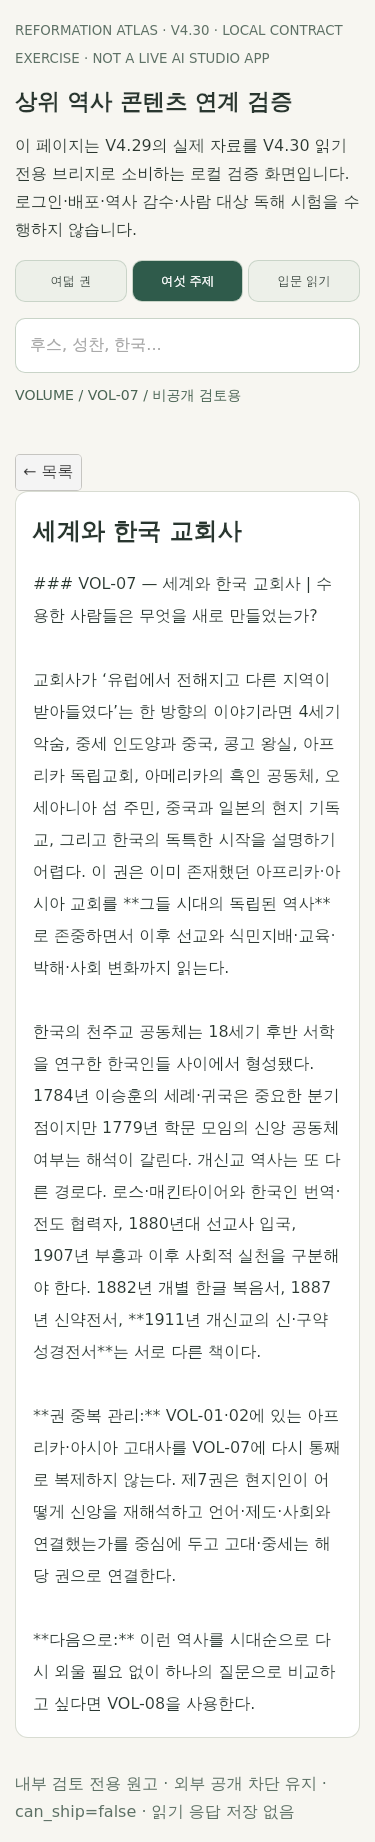 REFORMATION ATLAS · V4.30 · LOCAL CONTRACT
EXERCISE · NOT A LIVE AI STUDIO APP
상위 역사 콘텐츠 연계 검증
이 페이지는 V4.29의 실제 자료를 V4.30 읽기
전용 브리지로 소비하는 로컬 검증 화면입니다.
로그인·배포·역사 감수·사람 대상 독해 시험을 수
행하지 않습니다.
여덟 권
여섯 주제
입문 읽기
후스, 성찬, 한국...
VOLUME / VOL-07 / 비공개 검토용
← 목록
세계와 한국 교회사
### VOL-07 — 세계와 한국 교회사 | 수
용한 사람들은 무엇을 새로 만들었는가?
교회사가 ‘유럽에서 전해지고 다른 지역이
받아들였다’는 한 방향의 이야기라면 4세기
악숨, 중세 인도양과 중국, 콩고 왕실, 아프
리카 독립교회, 아메리카의 흑인 공동체, 오
세아니아 섬 주민, 중국과 일본의 현지 기독
교, 그리고 한국의 독특한 시작을 설명하기
어렵다. 이 권은 이미 존재했던 아프리카·아
시아 교회를 **그들 시대의 독립된 역사**
로 존중하면서 이후 선교와 식민지배·교육·
박해·사회 변화까지 읽는다.
한국의 천주교 공동체는 18세기 후반 서학
을 연구한 한국인들 사이에서 형성됐다.
1784년 이승훈의 세례·귀국은 중요한 분기
점이지만 1779년 학문 모임의 신앙 공동체
여부는 해석이 갈린다. 개신교 역사는 또 다
른 경로다. 로스·매킨타이어와 한국인 번역·
전도 협력자, 1880년대 선교사 입국,
1907년 부흥과 이후 사회적 실천을 구분해
야 한다. 1882년 개별 한글 복음서, 1887
년 신약전서, **1911년 개신교의 신·구약
성경전서**는 서로 다른 책이다.
**권 중복 관리:** VOL-01·02에 있는 아프
리카·아시아 고대사를 VOL-07에 다시 통째
로 복제하지 않는다. 제7권은 현지인이 어
떻게 신앙을 재해석하고 언어·제도·사회와
연결했는가를 중심에 두고 고대·중세는 해
당 권으로 연결한다.
**다음으로:** 이런 역사를 시대순으로 다
시 외울 필요 없이 하나의 질문으로 비교하
고 싶다면 VOL-08을 사용한다.
내부 검토 전용 원고 · 외부 공개 차단 유지 ·
can_ship=false · 읽기 응답 저장 없음